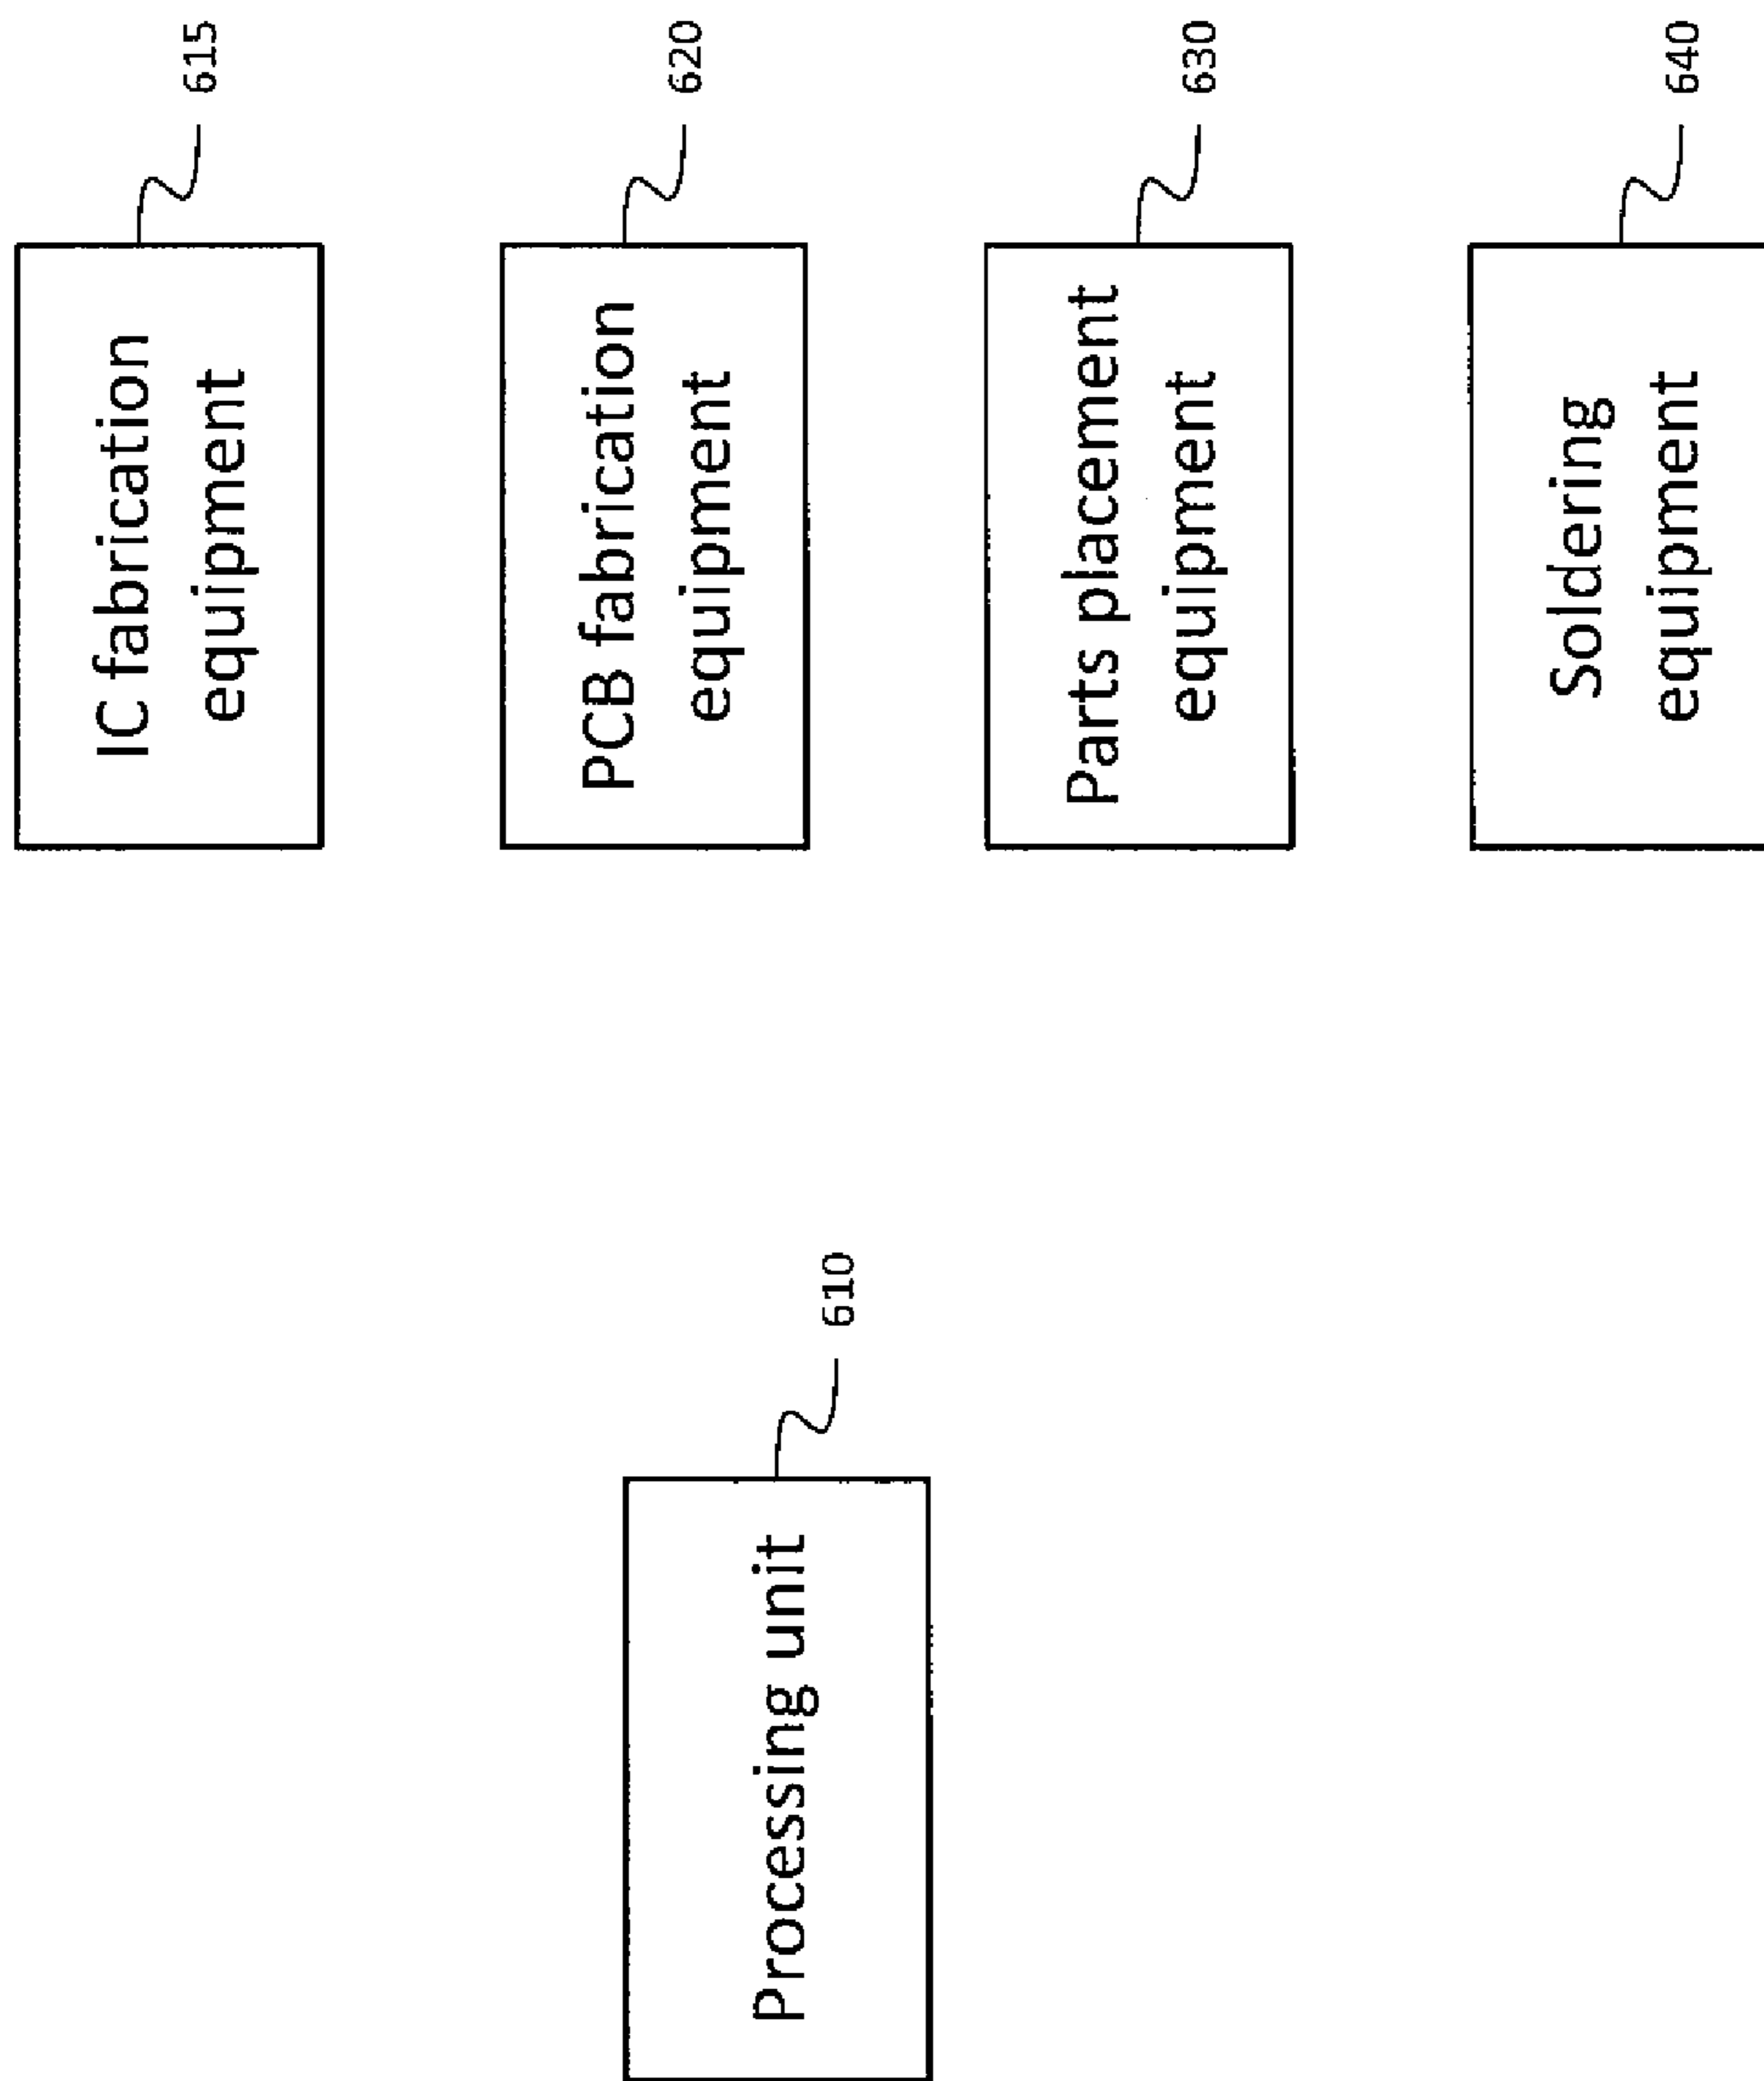 IC fabrication
equipment
615
PCB fabrication
equipment
620
Parts placement
equipment
630
Soldering
equipment
640
Processing unit
610